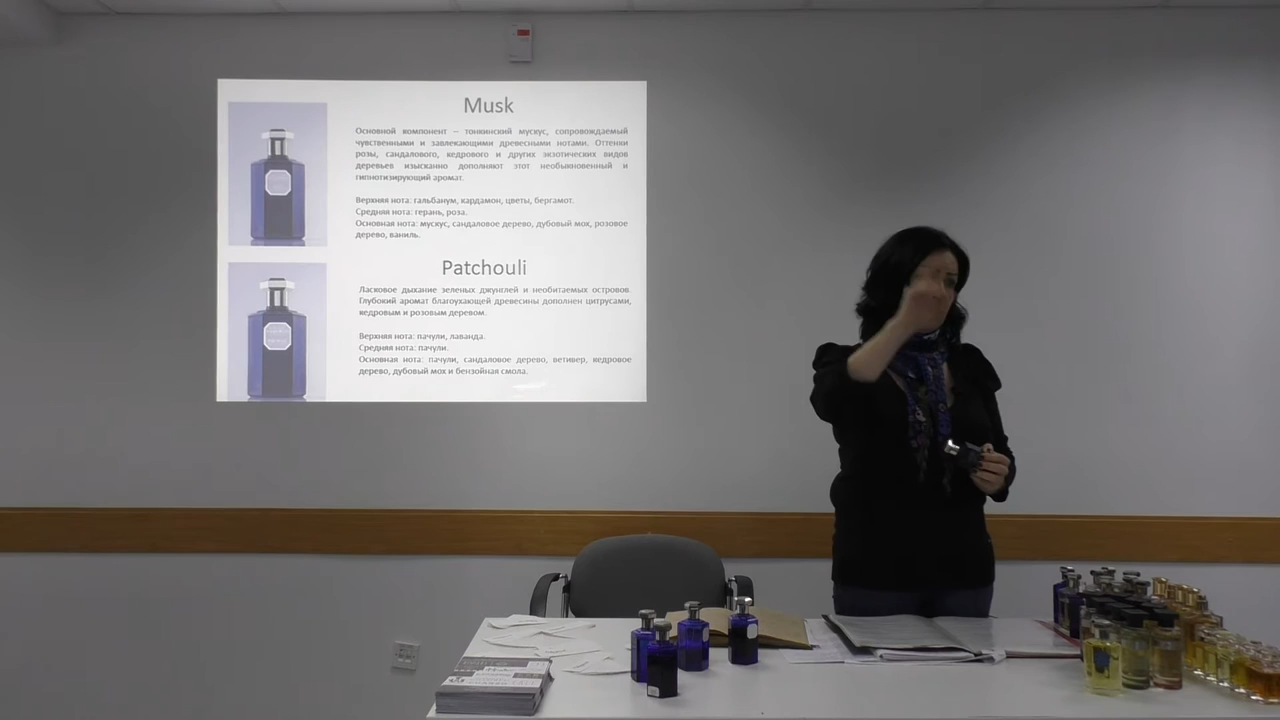 Musk
Основной компонент – тонкинский мускус, сопровождаемый
чувственными и завлекающими древесными нотами. Оттенки
розы, сандалового, кедрового и других экзотических видов
деревьев изысканно дополняют этот необыкновенный и
гипнотизирующий аромат.
Верхняя нота: гальбанум, кардамон, цветы, бергамот.
Средняя нота: герань, роза.
Основная нота: мускус, сандаловое дерево, дубовый мох, розовое
дерево, ваниль.
Patchouli
Ласковое дыхание зеленых джунглей и необитаемых островов.
Глубокий аромат благоухающей древесины дополнен цитрусами,
кедровым и розовым деревом.
Верхняя нота: пачули, лаванда.
Средняя нота: пачули.
Основная нота: пачули, сандаловое дерево, ветивер, кедровое
дерево, дубовый мох и бензойная смола.